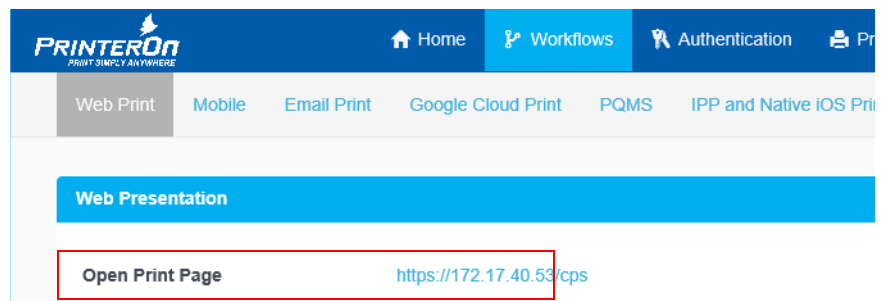 PRINTERON
PRINT SIMPLY ANYWHERE
Home Workflows Authentication Pr
Web Print Mobile Email Print Google Cloud Print PQMS IPP and Native iOS Pri
Web Presentation
Open Print Page https://172.17.40.53/cps